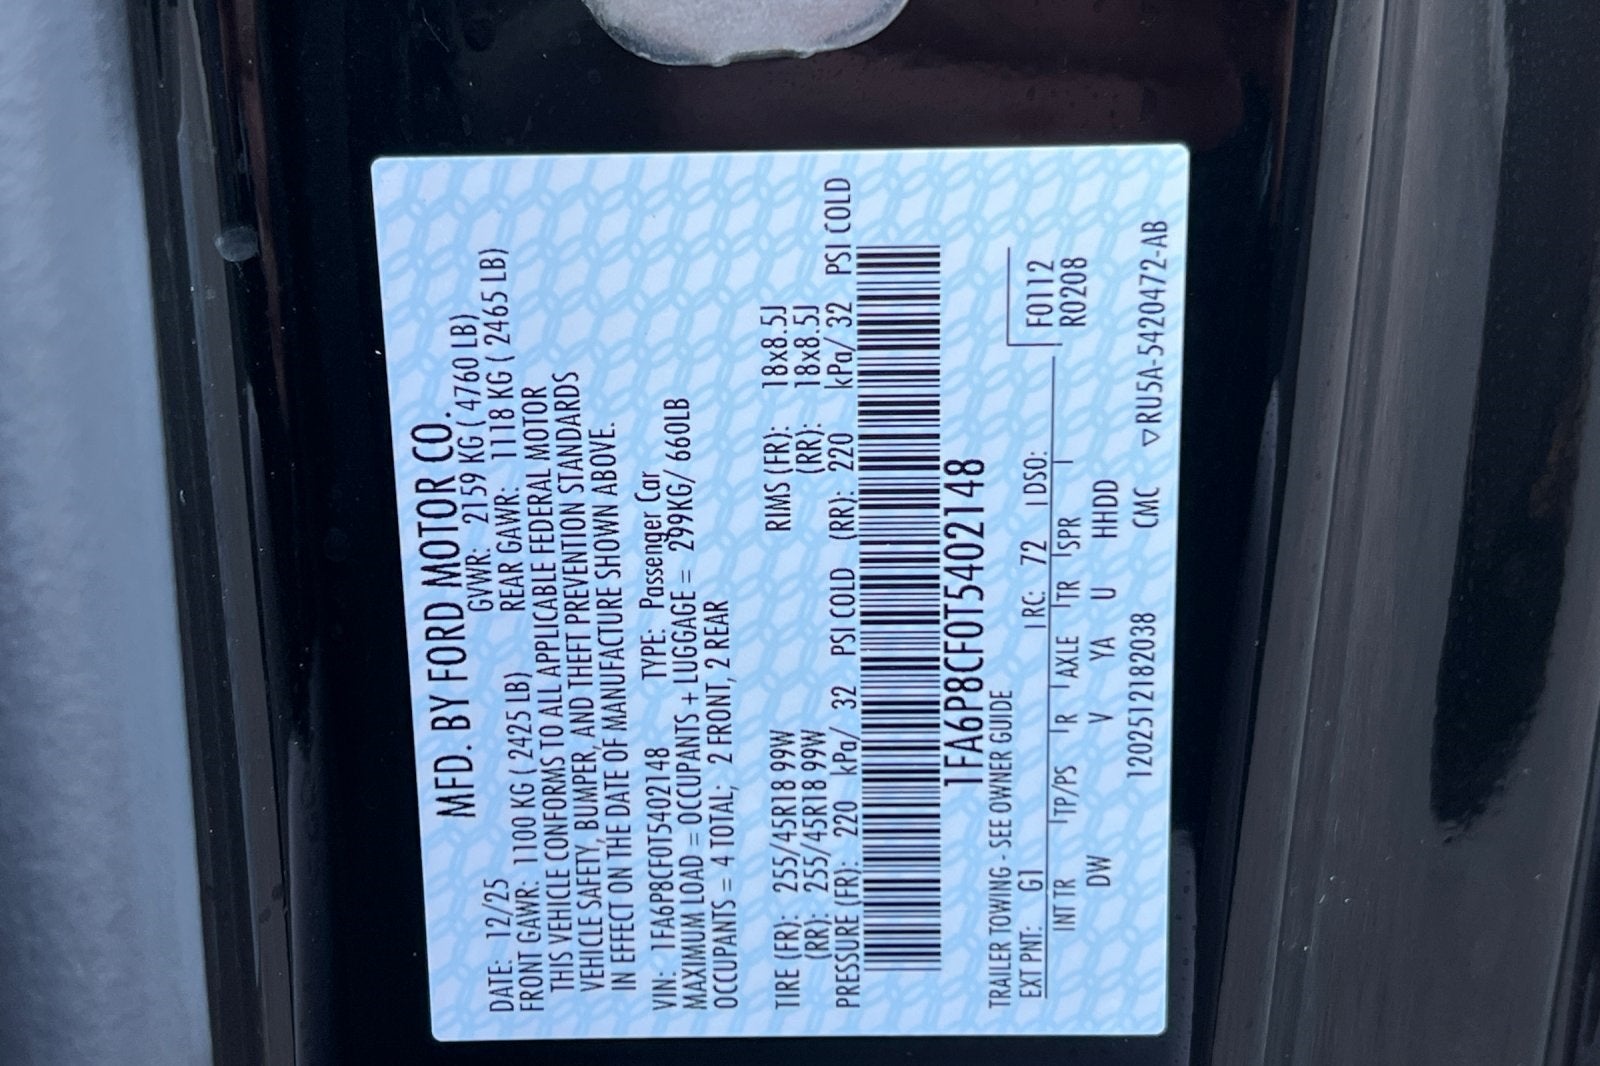 MFD. BY FORD MOTOR CO.
DATE: 12/25 GVWR: 2159 KG ( 4760 LB)
FRONT GAWR: 1100 KG ( 2425 LB) REAR GAWR: 1118 KG ( 2465 LB)
THIS VEHICLE CONFORMS TO ALL APPLICABLE FEDERAL MOTOR
VEHICLE SAFETY, BUMPER, AND THEFT PREVENTION STANDARDS
IN EFFECT ON THE DATE OF MANUFACTURE SHOWN ABOVE.
VIN: 1FA6P8CF0T5402148 TYPE: Passenger Car
MAXIMUM LOAD = OCCUPANTS + LUGGAGE = 299KG/ 660LB
OCCUPANTS = 4 TOTAL; 2 FRONT, 2 REAR
TIRE (FR): 255/45R18 99W RIMS (FR): 18x8.5J
(RR): 255/45R18 99W (RR): 18x8.5J
PRESSURE (FR): 220 kPa/ 32 PSI COLD (RR): 220 kPa/ 32 PSI COLD
1FA6P8CF0T5402148
TRAILER TOWING - SEE OWNER GUIDE
F0112
EXT PNT: G1 RC: 72 DSO: R0208
INT TR TP/PS R AXLE TR SPR
DW V YA U HHDD
1202512182038 CMC ▽RU5A-5420472-AB